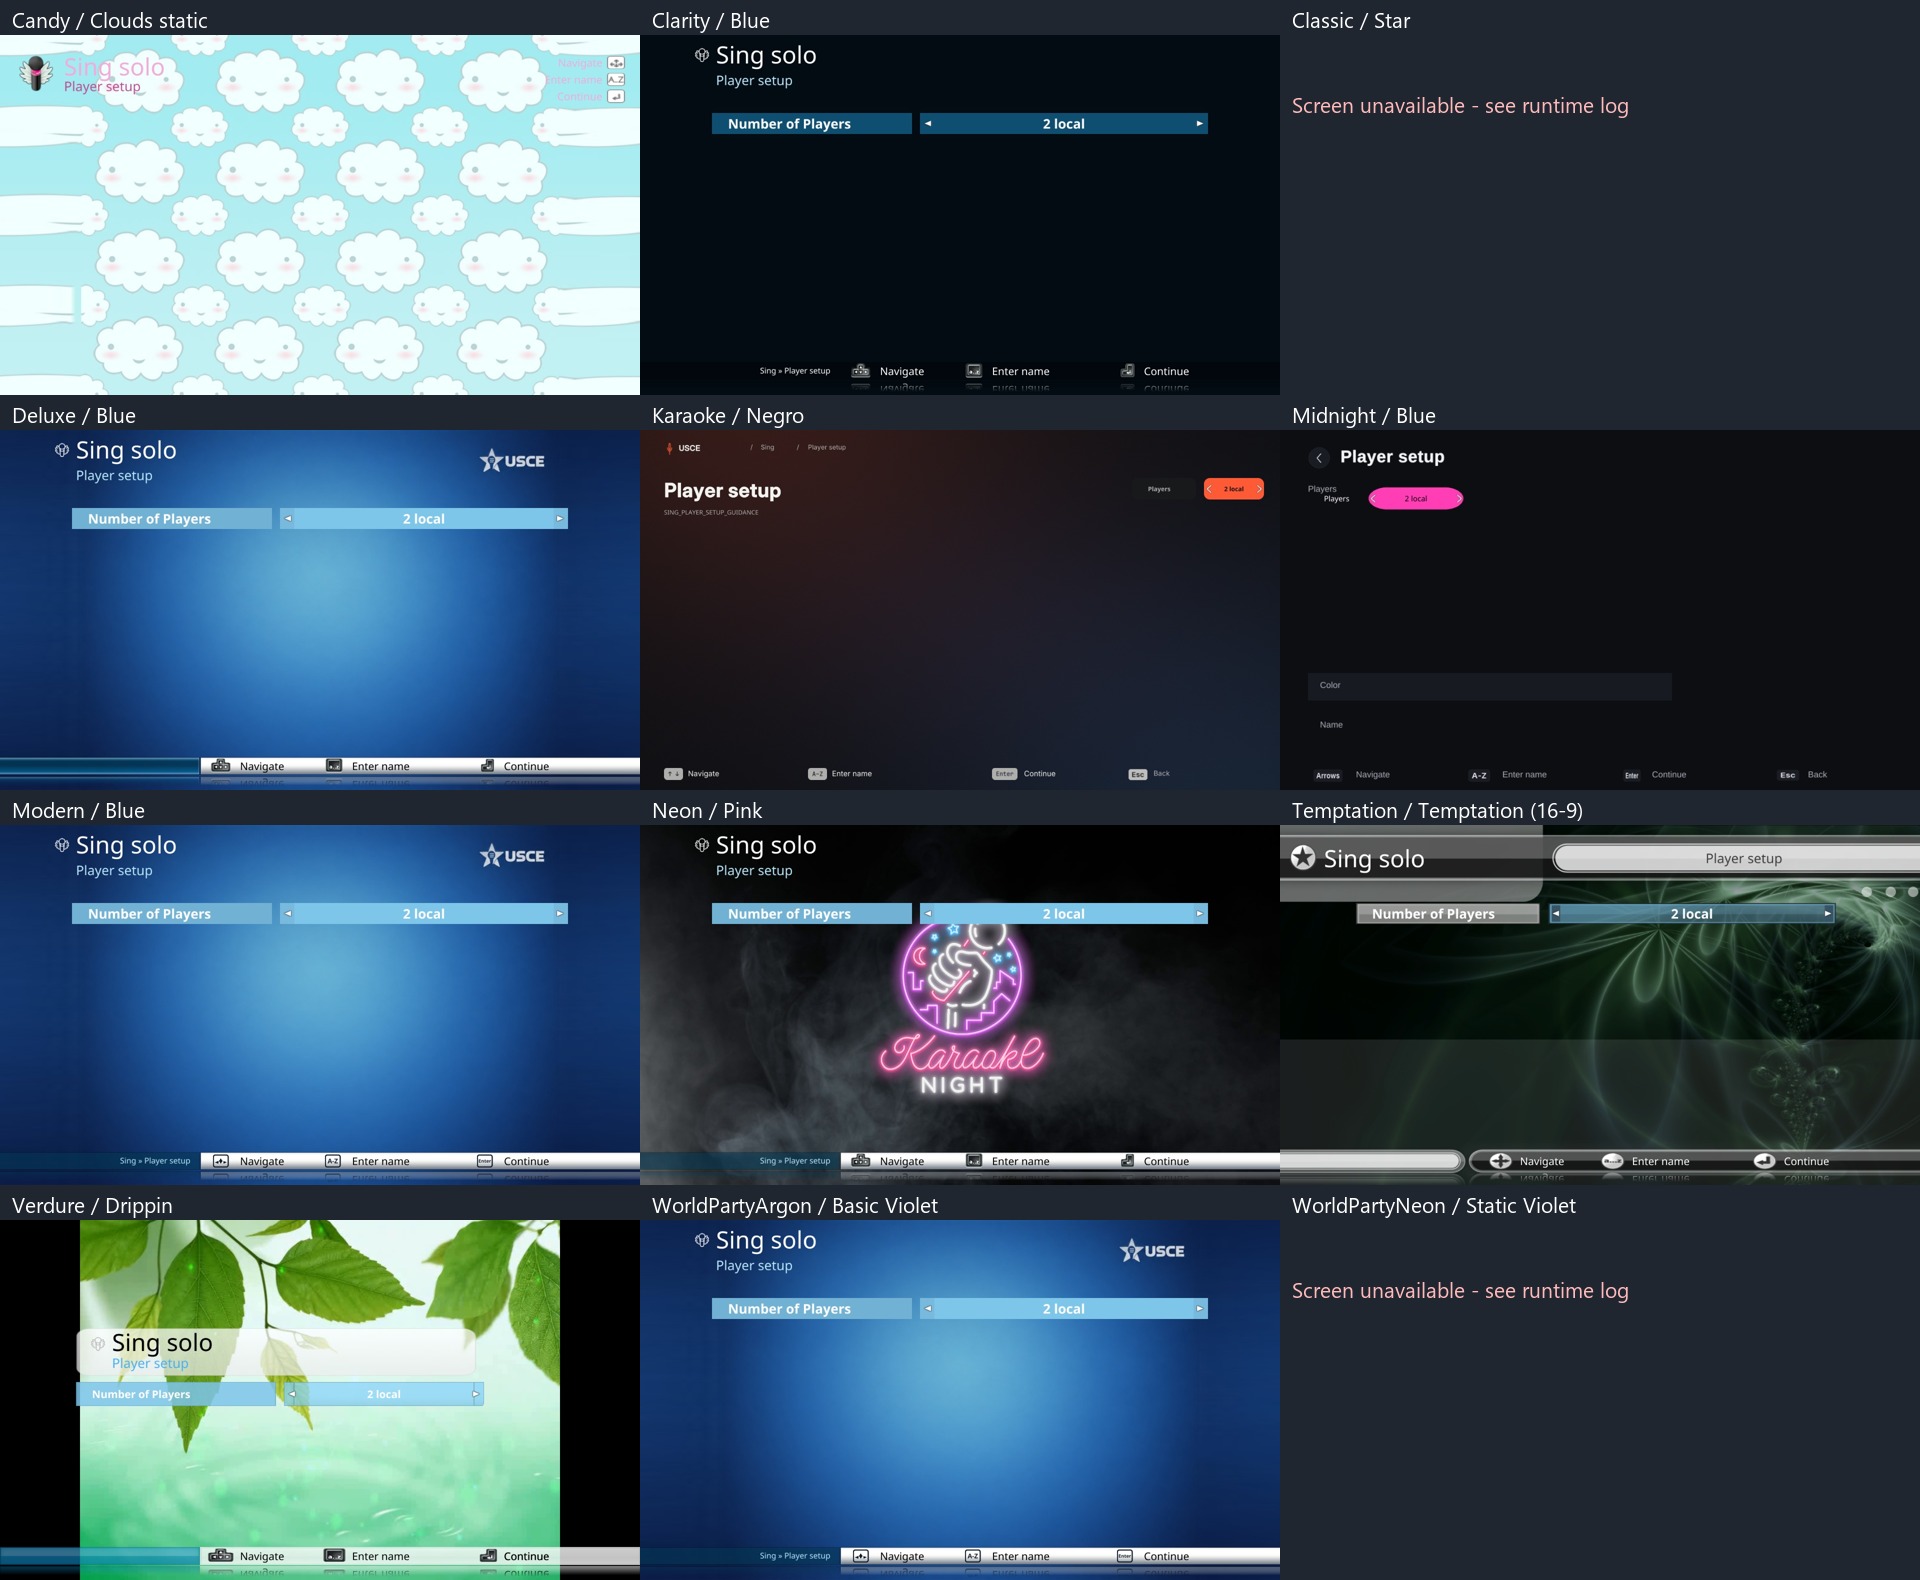 Candy / Clouds static
Sing solo
Player setup
Navigate
Enter name
A_Z
Continue
Clarity / Blue
Sing solo
Player setup
Number of Players
2 local
Sing » Player setup
Navigate
Enter name
Continue
Classic / Star
Screen unavailable - see runtime log
Deluxe / Blue
Sing solo
Player setup
USCE
Number of Players
2 local
Navigate
Enter name
Continue
Karaoke / Negro
USCE / Sing / Player setup
Player setup
SING_PLAYER_SETUP_GUIDANCE
Players
2 local
Navigate
A-Z Enter name
Enter Continue
Esc Back
Midnight / Blue
Player setup
Players
Players
2 local
Color
Name
Arrows Navigate
A-Z Enter name
Enter Continue
Esc Back
Modern / Blue
Sing solo
Player setup
USCE
Number of Players
2 local
Sing » Player setup
Navigate
A-Z Enter name
Enter Continue
Neon / Pink
Sing solo
Player setup
Number of Players
2 local
Karaoke
NIGHT
Sing » Player setup
Navigate
Enter name
Continue
Temptation / Temptation (16-9)
Sing solo
Player setup
Number of Players
2 local
Navigate
Enter name
Continue
Verdure / Drippin
Sing solo
Player setup
Number of Players
2 local
Navigate
Enter name
Continue
WorldPartyArgon / Basic Violet
Sing solo
Player setup
USCE
Number of Players
2 local
Sing » Player setup
Navigate
A-Z Enter name
Enter Continue
WorldPartyNeon / Static Violet
Screen unavailable - see runtime log